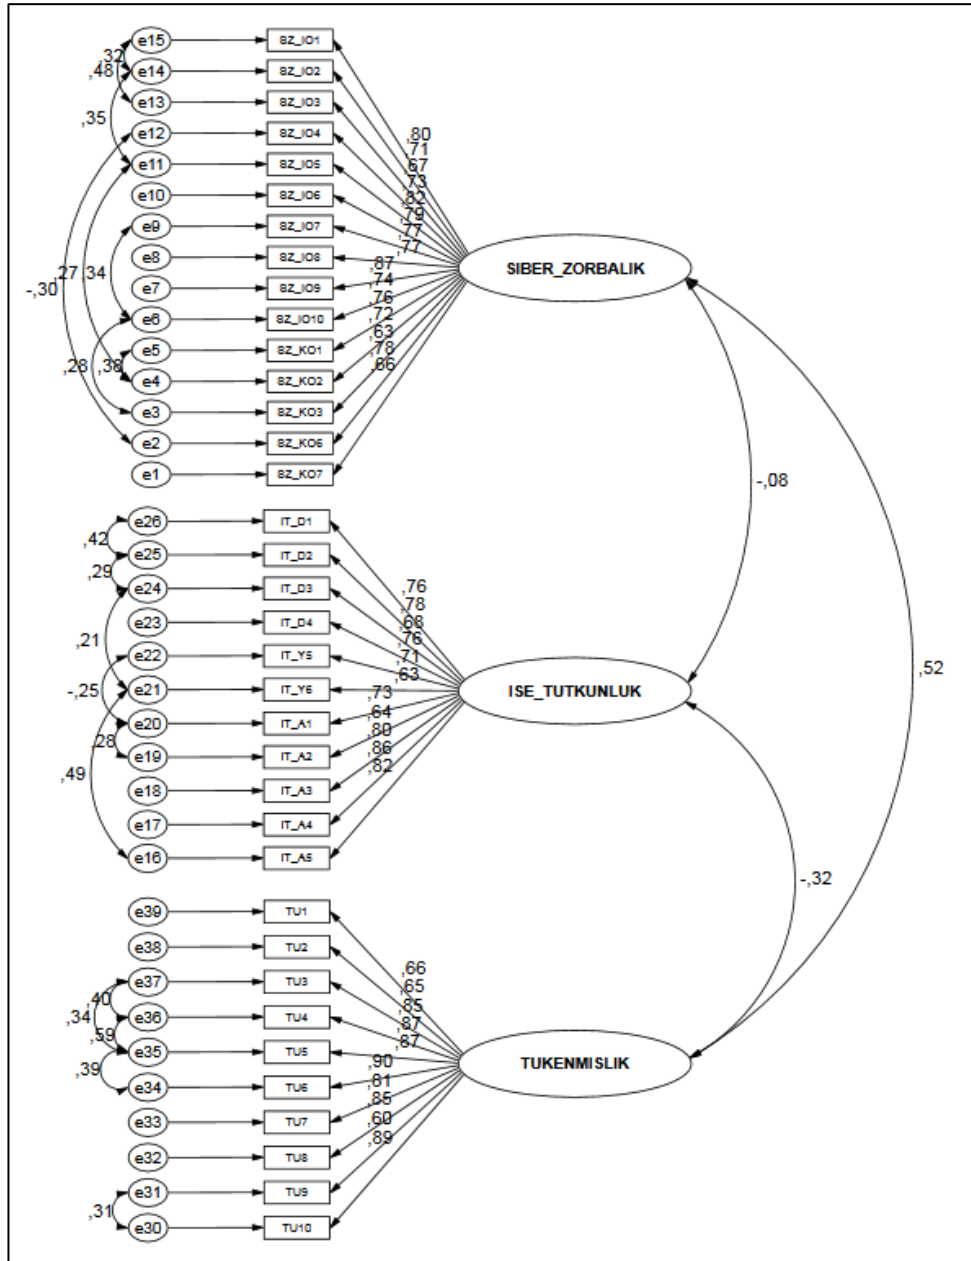 e15 SZ_IO1
,32
,48 e14 SZ_IO2
e13 SZ_IO3
,35
e12 SZ_IO4
e11 SZ_IO5
e10 SZ_IO6
e9 SZ_IO7
e8 SZ_IO8
-,30 ,27 ,34
e7 SZ_IO9
e6 SZ_IO10
e5 SZ_KO1
,28 ,38
e4 SZ_KO2
e3 SZ_KO3
e2 SZ_KO6
e1 SZ_KO7
,80
,71
,67
,73
,82
,79
,77
,77
,87
,74
,76
,72
,63
,78
,66
SIBER_ZORBALIK
-,08
,52
e26 IT_D1
,42
e25 IT_D2
,29
e24 IT_D3
e23 IT_D4
,21
e22 IT_Y5
-,25
e21 IT_Y6
e20 IT_A1
,28
e19 IT_A2
,49
e18 IT_A3
e17 IT_A4
e16 IT_A5
,76
,78
,68
,76
,71
,63
,73
,64
,80
,86
,82
ISE_TUTKUNLUK
-,32
e39 TU1
e38 TU2
e37 TU3
,40
,34 e36 TU4
,59
e35 TU5
,39
e34 TU6
e33 TU7
e32 TU8
e31 TU9
,31
e30 TU10
,66
,65
,85
,87
,87
,90
,81
,85
,60
,89
TUKENMISLIK